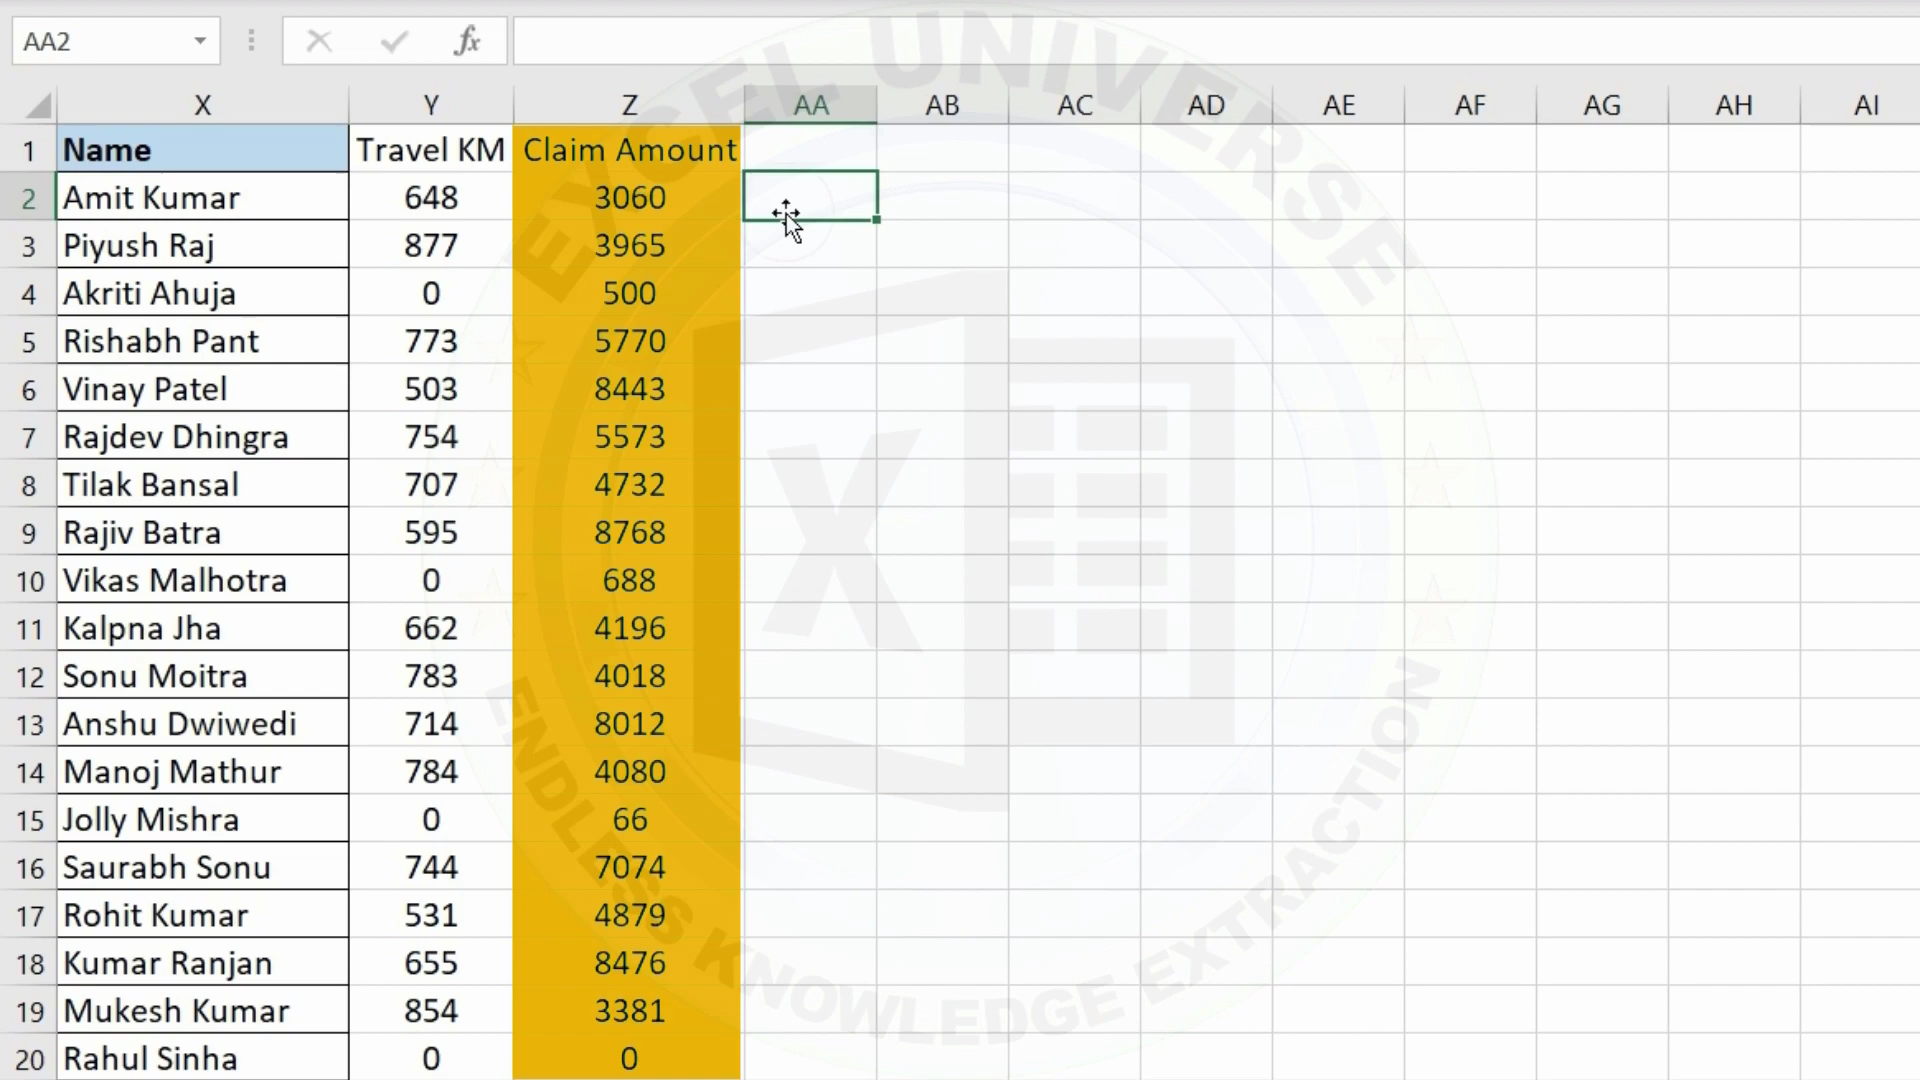 AA2 fx
X Y Z AA AB AC AD AE AF AG AH AI
1 Name Travel KM Claim Amount
2 Amit Kumar 648 3060
3 Piyush Raj 877 3965
4 Akriti Ahuja 0 500
5 Rishabh Pant 773 5770
6 Vinay Patel 503 8443
7 Rajdev Dhingra 754 5573
8 Tilak Bansal 707 4732
9 Rajiv Batra 595 8768
10 Vikas Malhotra 0 688
11 Kalpna Jha 662 4196
12 Sonu Moitra 783 4018
13 Anshu Dwiwedi 714 8012
14 Manoj Mathur 784 4080
15 Jolly Mishra 0 66
16 Saurabh Sonu 744 7074
17 Rohit Kumar 531 4879
18 Kumar Ranjan 655 8476
19 Mukesh Kumar 854 3381
20 Rahul Sinha 0 0
EXCEL UNIVERSE
X
ENDLESS KNOWLEDGE EXTRACTION